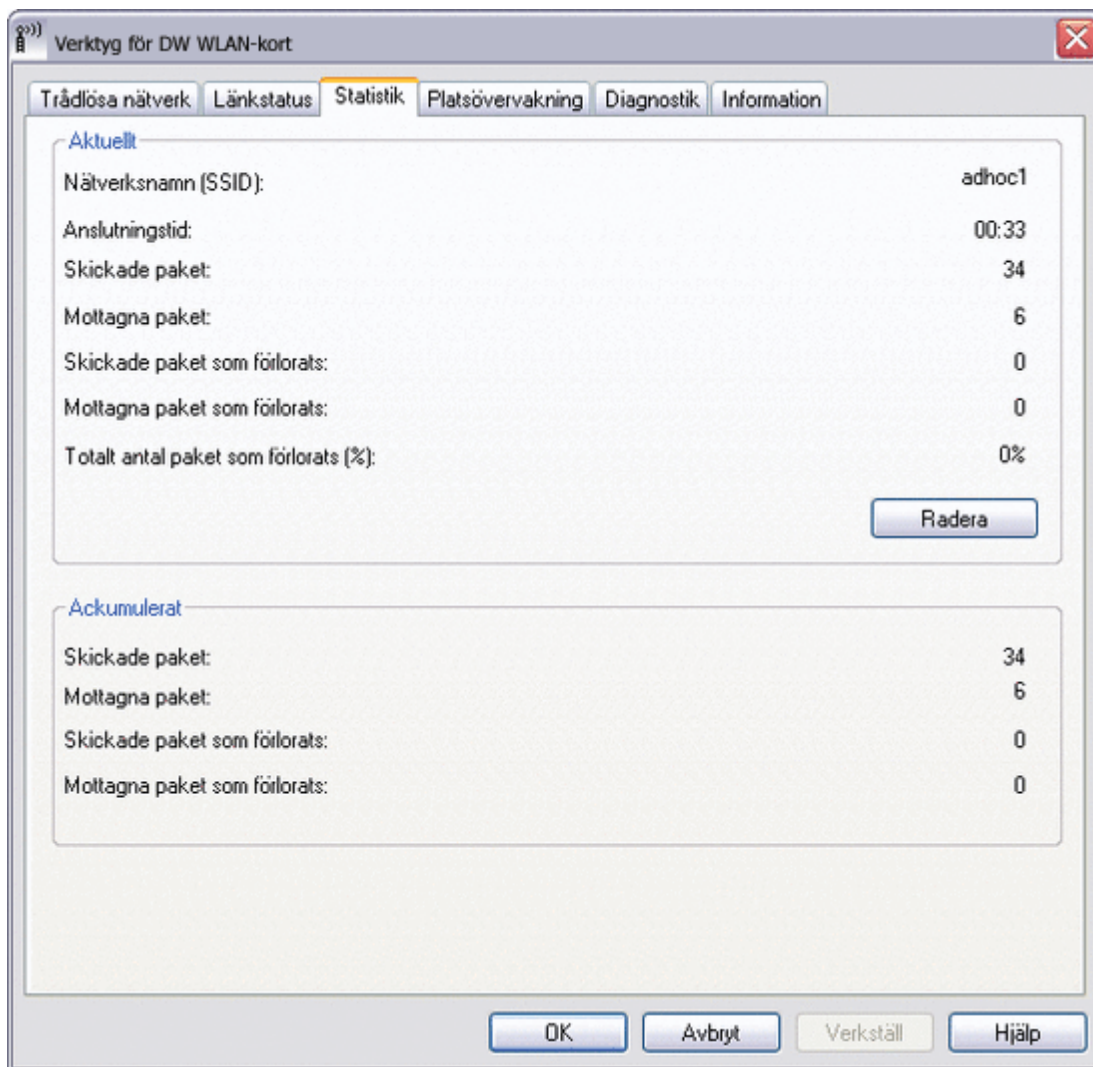 Verktyg för DW WLAN-kort
Trådlösa nätverk Länkstatus Statistik Platsövervakning Diagnostik Information
Aktuellt
Nätverksnamn (SSID): adhoc1
Anslutningstid: 00:33
Skickade paket: 34
Mottagna paket: 6
Skickade paket som förlorats: 0
Mottagna paket som förlorats: 0
Totalt antal paket som förlorats (%): 0%
Radera
Ackumulerat
Skickade paket: 34
Mottagna paket: 6
Skickade paket som förlorats: 0
Mottagna paket som förlorats: 0
OK Avbryt Verkställ Hjälp